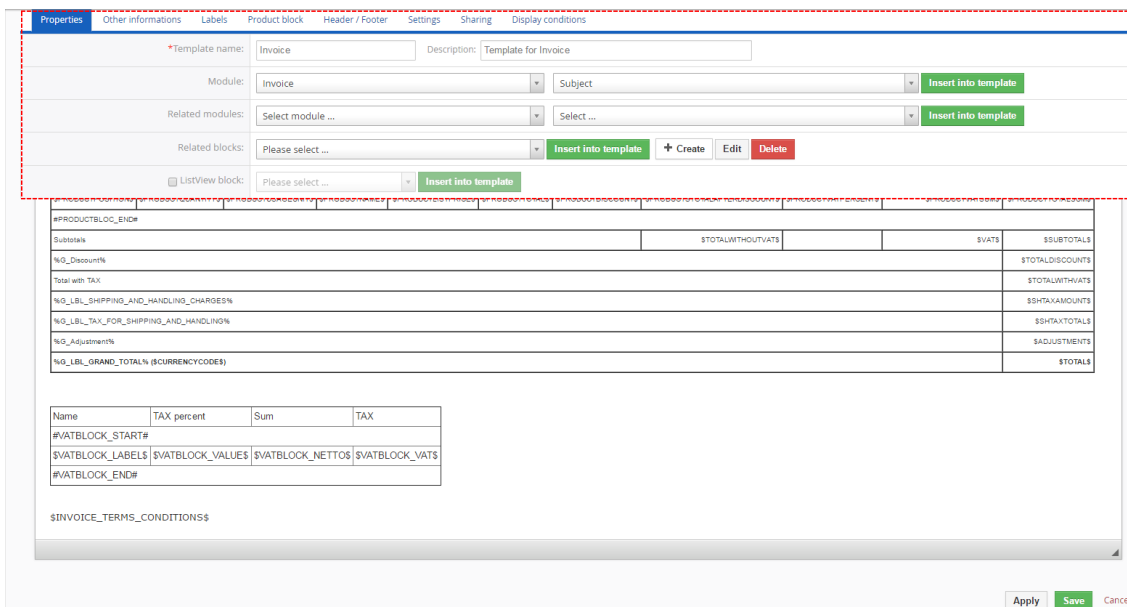 Properties Other informations Labels Product block Header / Footer Settings Sharing Display conditions
*Template name: Invoice Description: Template for Invoice
Module: Invoice Subject Insert into template
Related modules: Select module ... Select ... Insert into template
Related blocks: Please select ... Insert into template + Create Edit Delete
ListView block: Please select ... Insert into template
#PRODUCTBLOC_END#
Subtotals $TOTALWITHOUTVAT$ $VAT$ $SUBTOTAL$
%G_Discount% $TOTALDISCOUNT$
Total with TAX $TOTALWITHVAT$
%G_LBL_SHIPPING_AND_HANDLING_CHARGES% $SHTAXAMOUNT$
%G_LBL_TAX_FOR_SHIPPING_AND_HANDLING% $SHTAXTOTAL$
%G_Adjustment% $ADJUSTMENT$
%G_LBL_GRAND_TOTAL% ($CURRENCYCODE$) $TOTAL$
Name TAX percent Sum TAX
#VATBLOCK_START#
$VATBLOCK_LABEL$ $VATBLOCK_VALUE$ $VATBLOCK_NETTO$ $VATBLOCK_VAT$
#VATBLOCK_END#
$INVOICE_TERMS_CONDITIONS$
Apply Save Cance